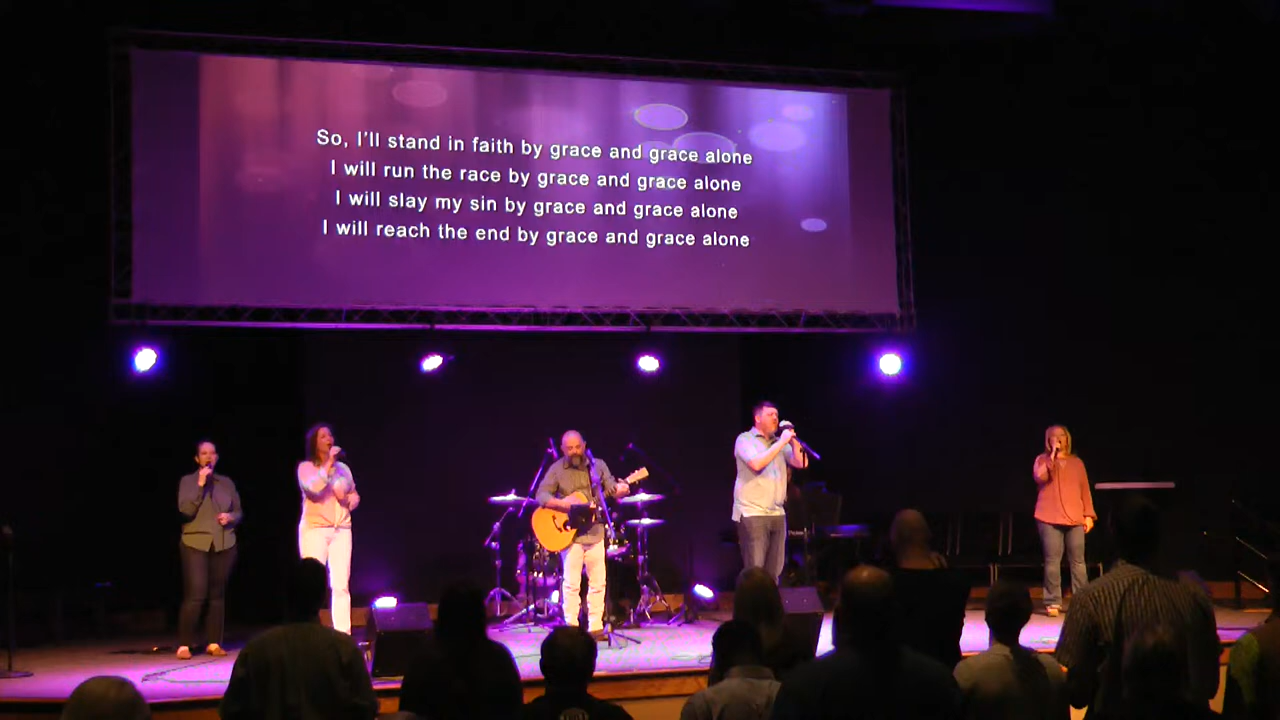 So, I'll stand in faith by grace and grace alone
I will run the race by grace and grace alone
I will slay my sin by grace and grace alone
I will reach the end by grace and grace alone